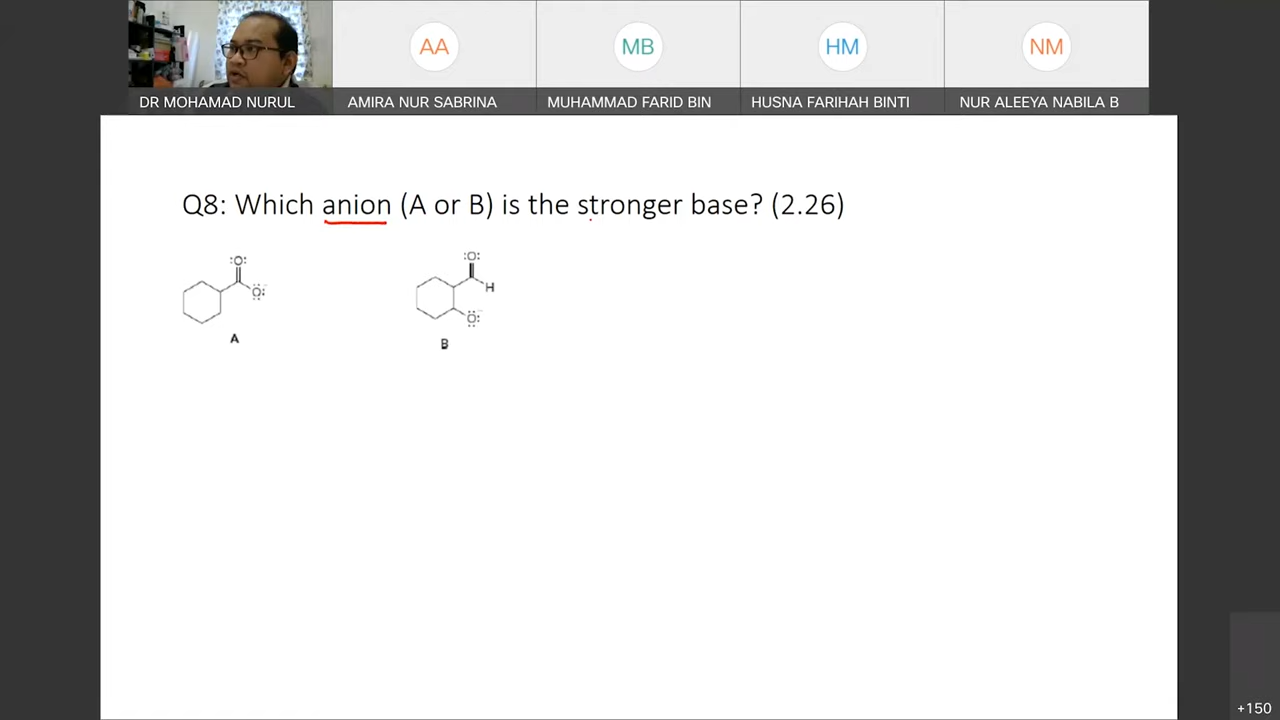 AA
MB
HM
NM
DR MOHAMAD NURUL
AMIRA NUR SABRINA
MUHAMMAD FARID BIN
HUSNA FARIHAH BINTI
NUR ALEEYA NABILA B
Q8: Which anion (A or B) is the stronger base? (2.26)
:O:
:O:
O:
H
O:
A
B
+150